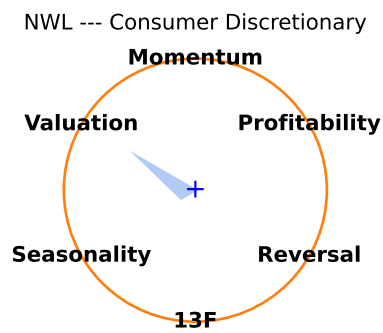 NWL --- Consumer Discretionary
Momentum
Valuation
Profitability
Seasonality
Reversal
13F